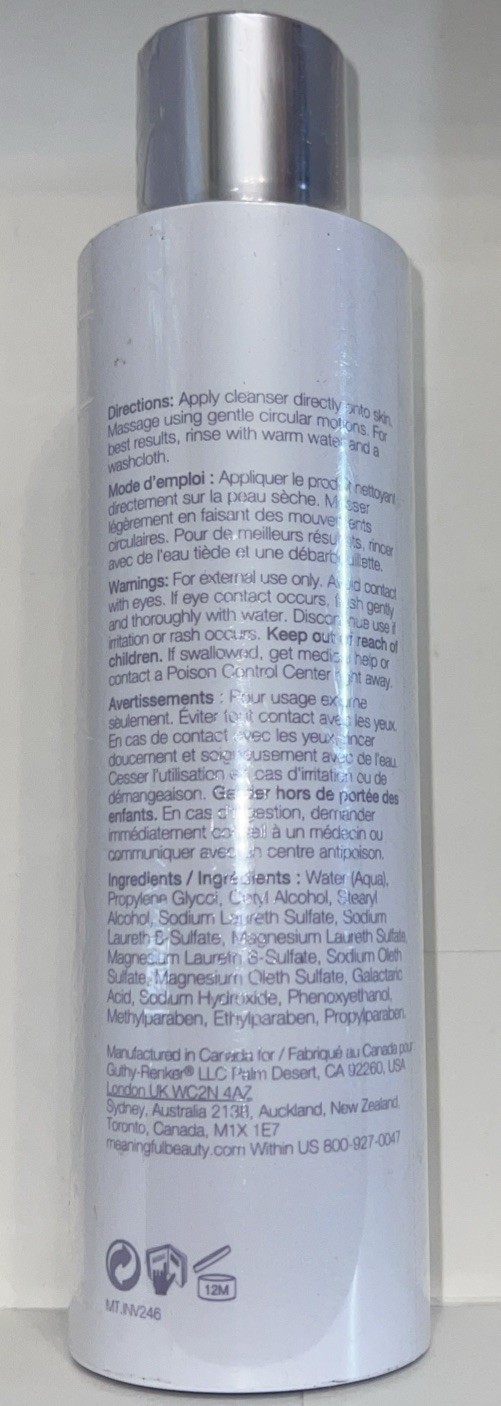 Directions: Apply cleanser directly onto skin.
Massage using gentle circular motions. For
best results, rinse with warm water and a
washcloth.
Mode d'emploi : Appliquer le produit nettoyant
directement sur la peau sèche. Masser
légèrement en faisant des mouvements
circulaires. Pour de meilleurs résultats, rincer
avec de l'eau tiède et une débarbouillette.
Warnings: For external use only. Avoid contact
with eyes. If eye contact occurs, flush gently
and thoroughly with water. Discontinue use if
irritation or rash occurs. Keep out of reach of
children. If swallowed, get medical help or
contact a Poison Control Center right away.
Avertissements : Pour usage externe
seulement. Éviter tout contact avec les yeux.
En cas de contact avec les yeux, rincer
doucement et soigneusement avec de l'eau.
Cesser l'utilisation en cas d'irritation ou de
démangeaison. Garder hors de portée des
enfants. En cas d'ingestion, demander
immédiatement conseil à un médecin ou
communiquer avec un centre antipoison.
Ingredients / Ingrédients : Water (Aqua),
Propylene Glycol, Cetyl Alcohol, Stearyl
Alcohol, Sodium Laureth Sulfate, Sodium
Laureth 8-Sulfate, Magnesium Laureth Sulfate,
Magnesium Laureth 8-Sulfate, Sodium Oleth
Sulfate, Magnesium Oleth Sulfate, Galactaric
Acid, Sodium Hydroxide, Phenoxyethanol,
Methylparaben, Ethylparaben, Propylparaben.
Manufactured in Canada for / Fabriqué au Canada pour
Guthy-Renker® LLC Palm Desert, CA 92260, USA
London UK WC2N 4AZ
Sydney, Australia 2138, Auckland, New Zealand,
Toronto, Canada, M1X 1E7
meaningfulbeauty.com Within US 800-927-0047
12M
MT.INV246